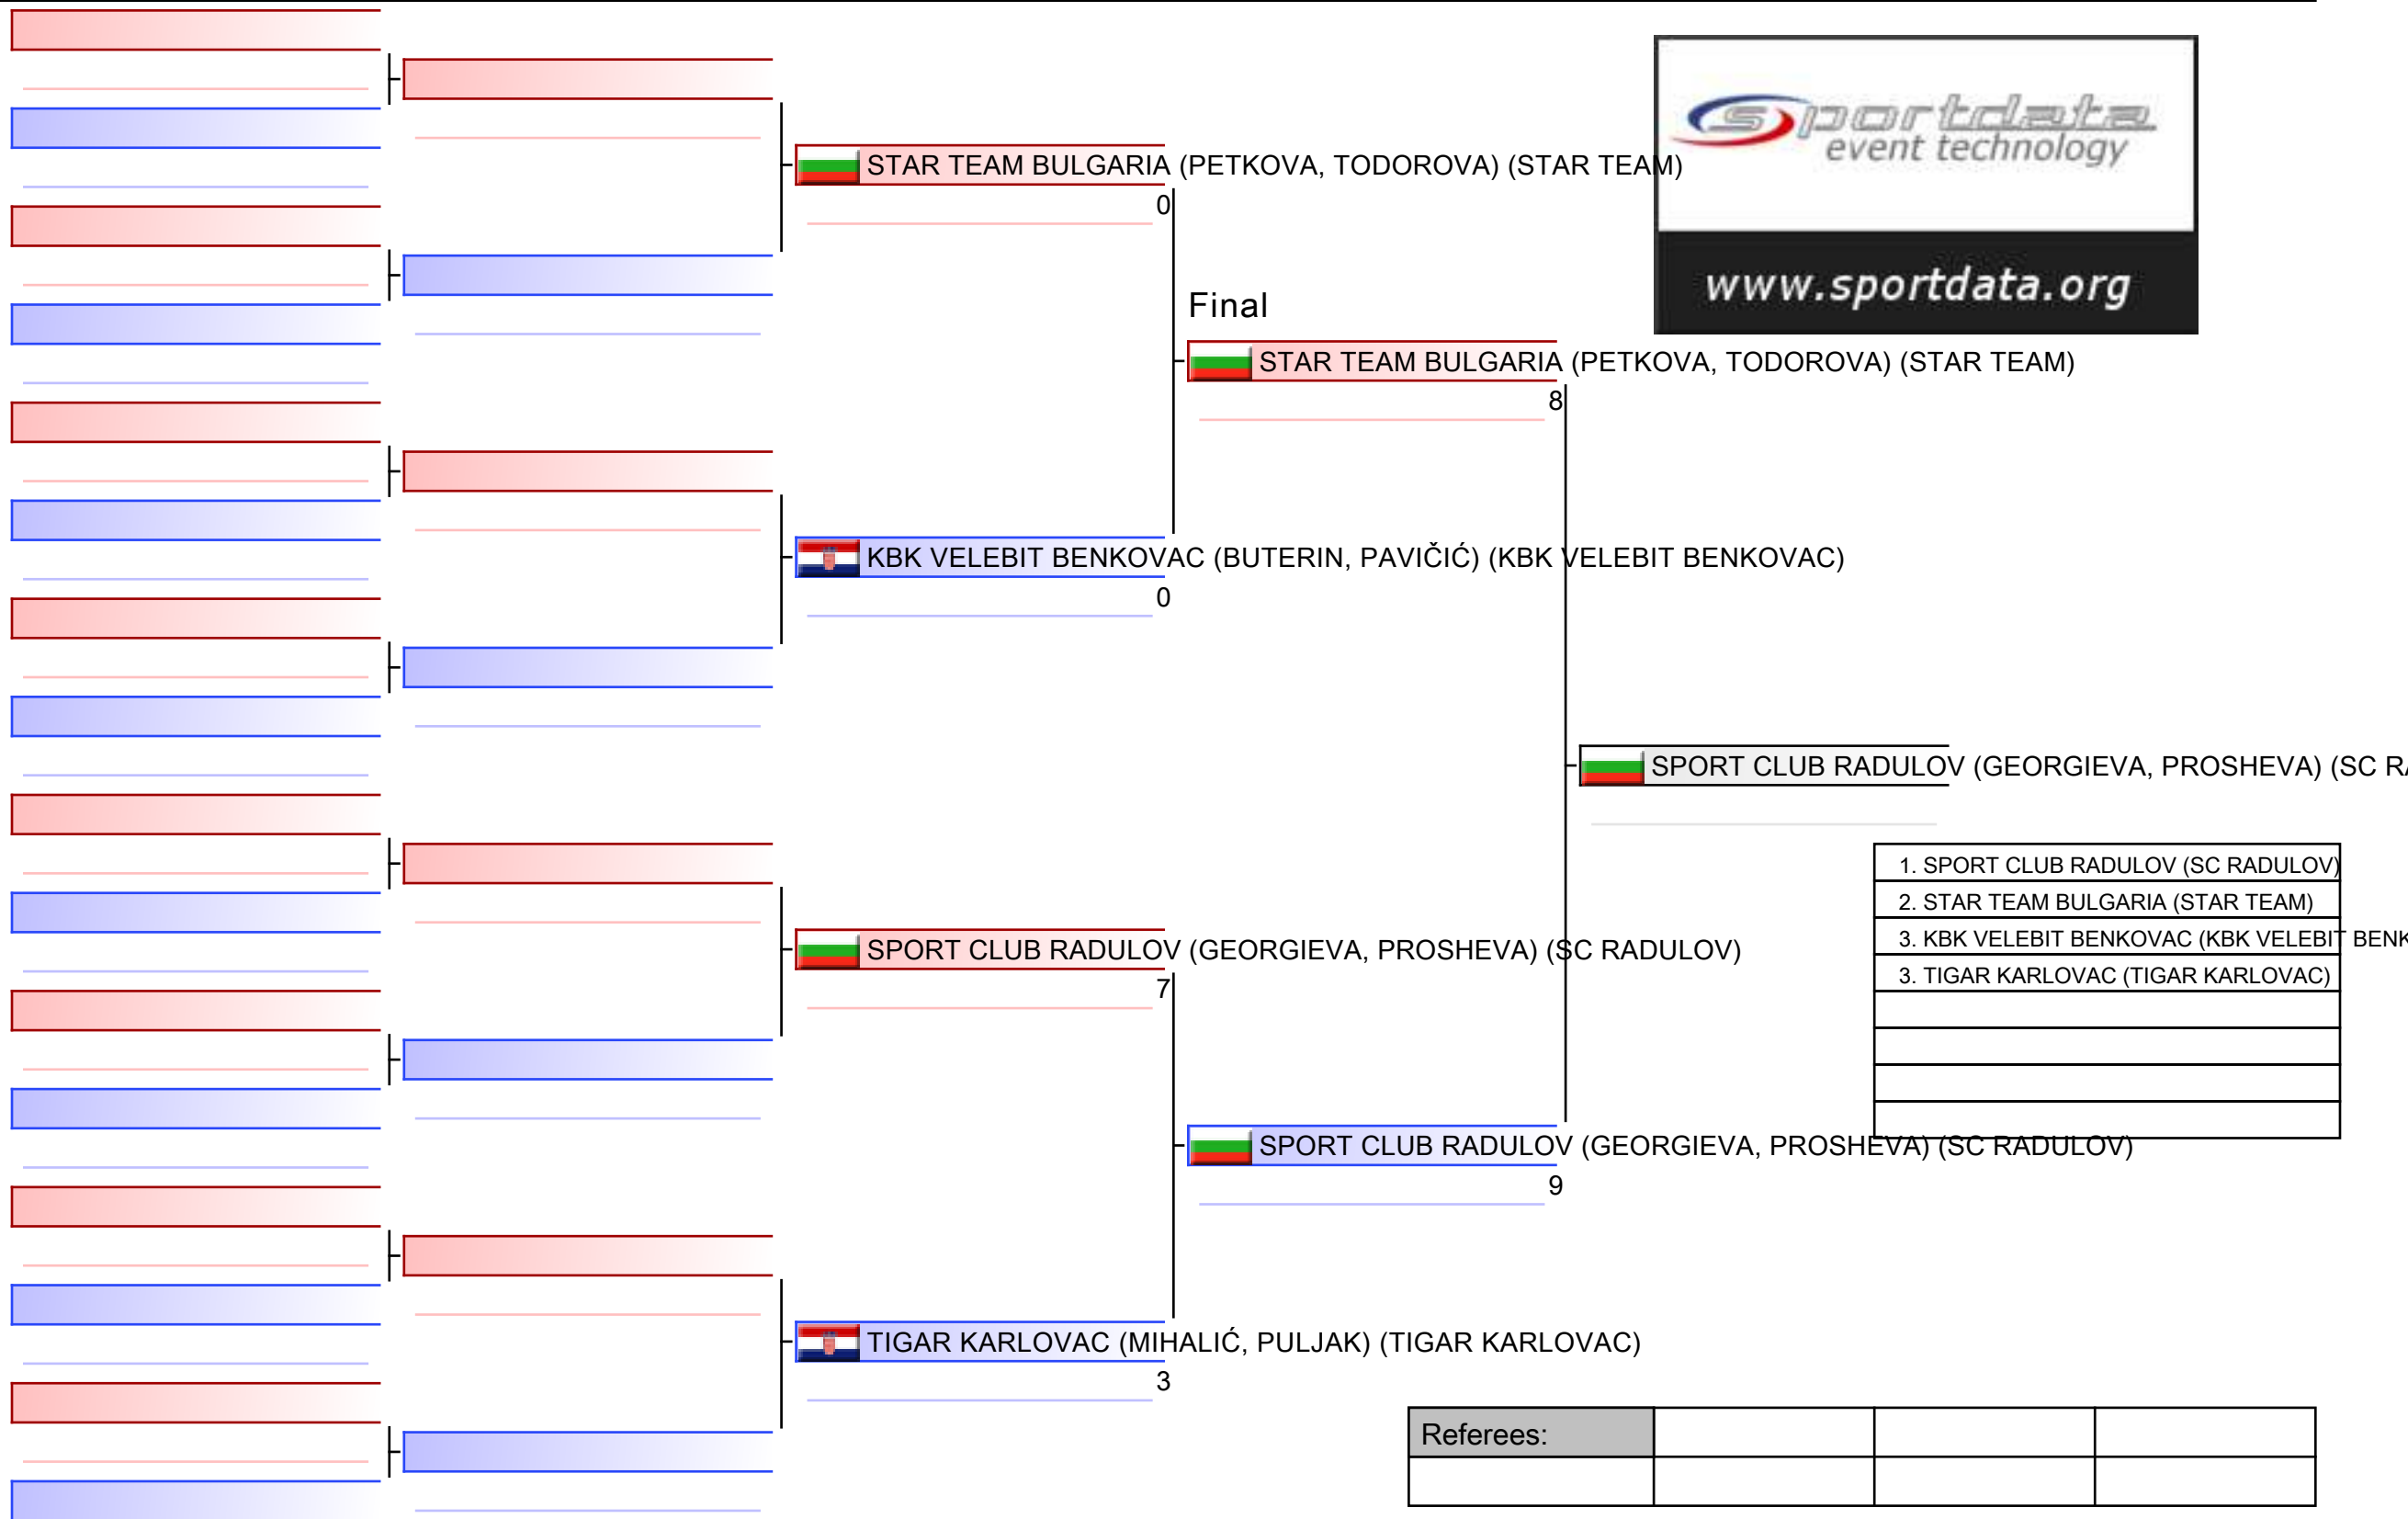 sportdata
event technology
www.sportdata.org
STAR TEAM BULGARIA (PETKOVA, TODOROVA) (STAR TEAM)
0
Final
STAR TEAM BULGARIA (PETKOVA, TODOROVA) (STAR TEAM)
8
KBK VELEBIT BENKOVAC (BUTERIN, PAVIČIĆ) (KBK VELEBIT BENKOVAC)
0
SPORT CLUB RADULOV (GEORGIEVA, PROSHEVA) (SC RA
1. SPORT CLUB RADULOV (SC RADULOV)
2. STAR TEAM BULGARIA (STAR TEAM)
3. KBK VELEBIT BENKOVAC (KBK VELEBIT BENK
3. TIGAR KARLOVAC (TIGAR KARLOVAC)
SPORT CLUB RADULOV (GEORGIEVA, PROSHEVA) (SC RADULOV)
7
SPORT CLUB RADULOV (GEORGIEVA, PROSHEVA) (SC RADULOV)
9
TIGAR KARLOVAC (MIHALIĆ, PULJAK) (TIGAR KARLOVAC)
3
Referees: